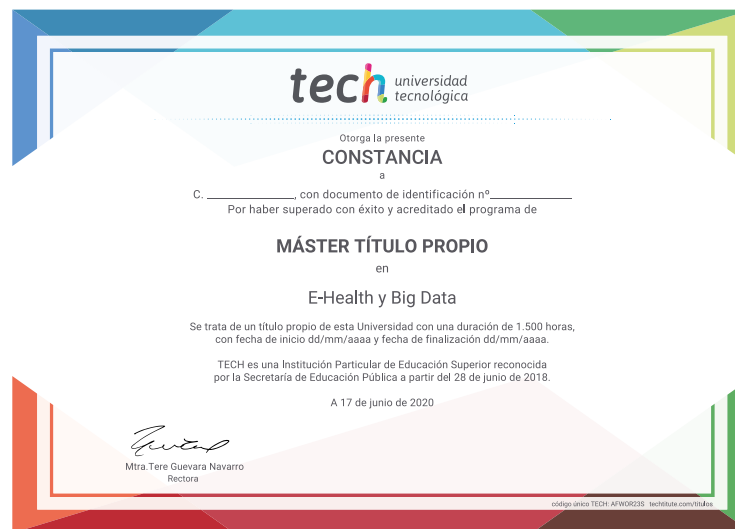 tech universidad
tecnológica
Otorga la presente
CONSTANCIA
a
C. ________________, con documento de identificación nº______________
Por haber superado con éxito y acreditado el programa de
MÁSTER TÍTULO PROPIO
en
E-Health y Big Data
Se trata de un título propio de esta Universidad con una duración de 1.500 horas,
con fecha de inicio dd/mm/aaaa y fecha de finalización dd/mm/aaaa.
TECH es una Institución Particular de Educación Superior reconocida
por la Secretaría de Educación Pública a partir del 28 de junio de 2018.
A 17 de junio de 2020
Mtra.Tere Guevara Navarro
Rectora
código único TECH: AFWOR23S techtitute.com/titulos